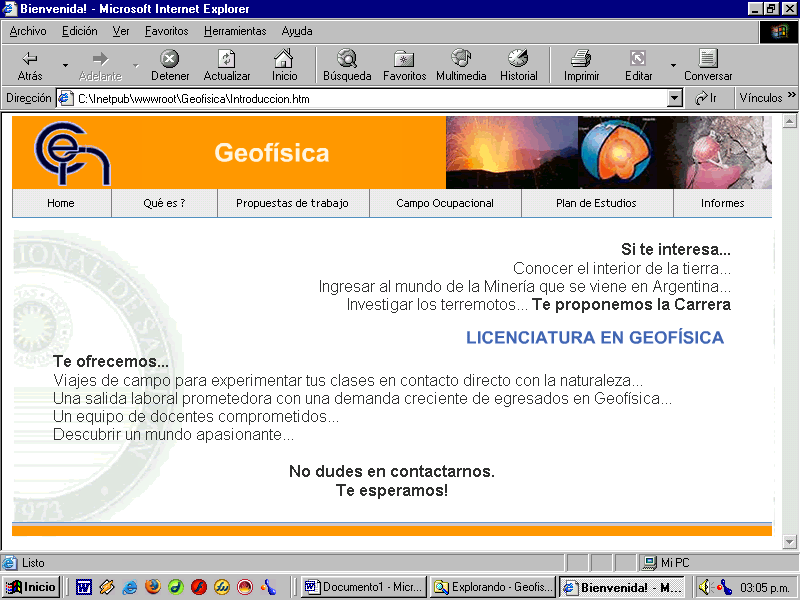 Bienvenida! - Microsoft Internet Explorer
Archivo Edición Ver Favoritos Herramientas Ayuda
Atrás Adelante Detener Actualizar Inicio Búsqueda Favoritos Multimedia Historial Imprimir Editar Conversar
Dirección C:\Inetpub\wwwroot\Geofisica\Introduccion.htm Ir Vínculos »
Geofísica
Home Qué es ? Propuestas de trabajo Campo Ocupacional Plan de Estudios Informes
IONAL DE SAN
Si te interesa...
Conocer el interior de la tierra...
Ingresar al mundo de la Minería que se viene en Argentina...
Investigar los terremotos... Te proponemos la Carrera
LICENCIATURA EN GEOFÍSICA
Te ofrecemos...
Viajes de campo para experimentar tus clases en contacto directo con la naturaleza...
Una salida laboral prometedora con una demanda creciente de egresados en Geofísica...
Un equipo de docentes comprometidos...
Descubrir un mundo apasionante...
No dudes en contactarnos.
Te esperamos!
1973
Listo Mi PC
Inicio Documento1 - Micr... Explorando - Geofis... Bienvenida! - M... 03:05 p.m.